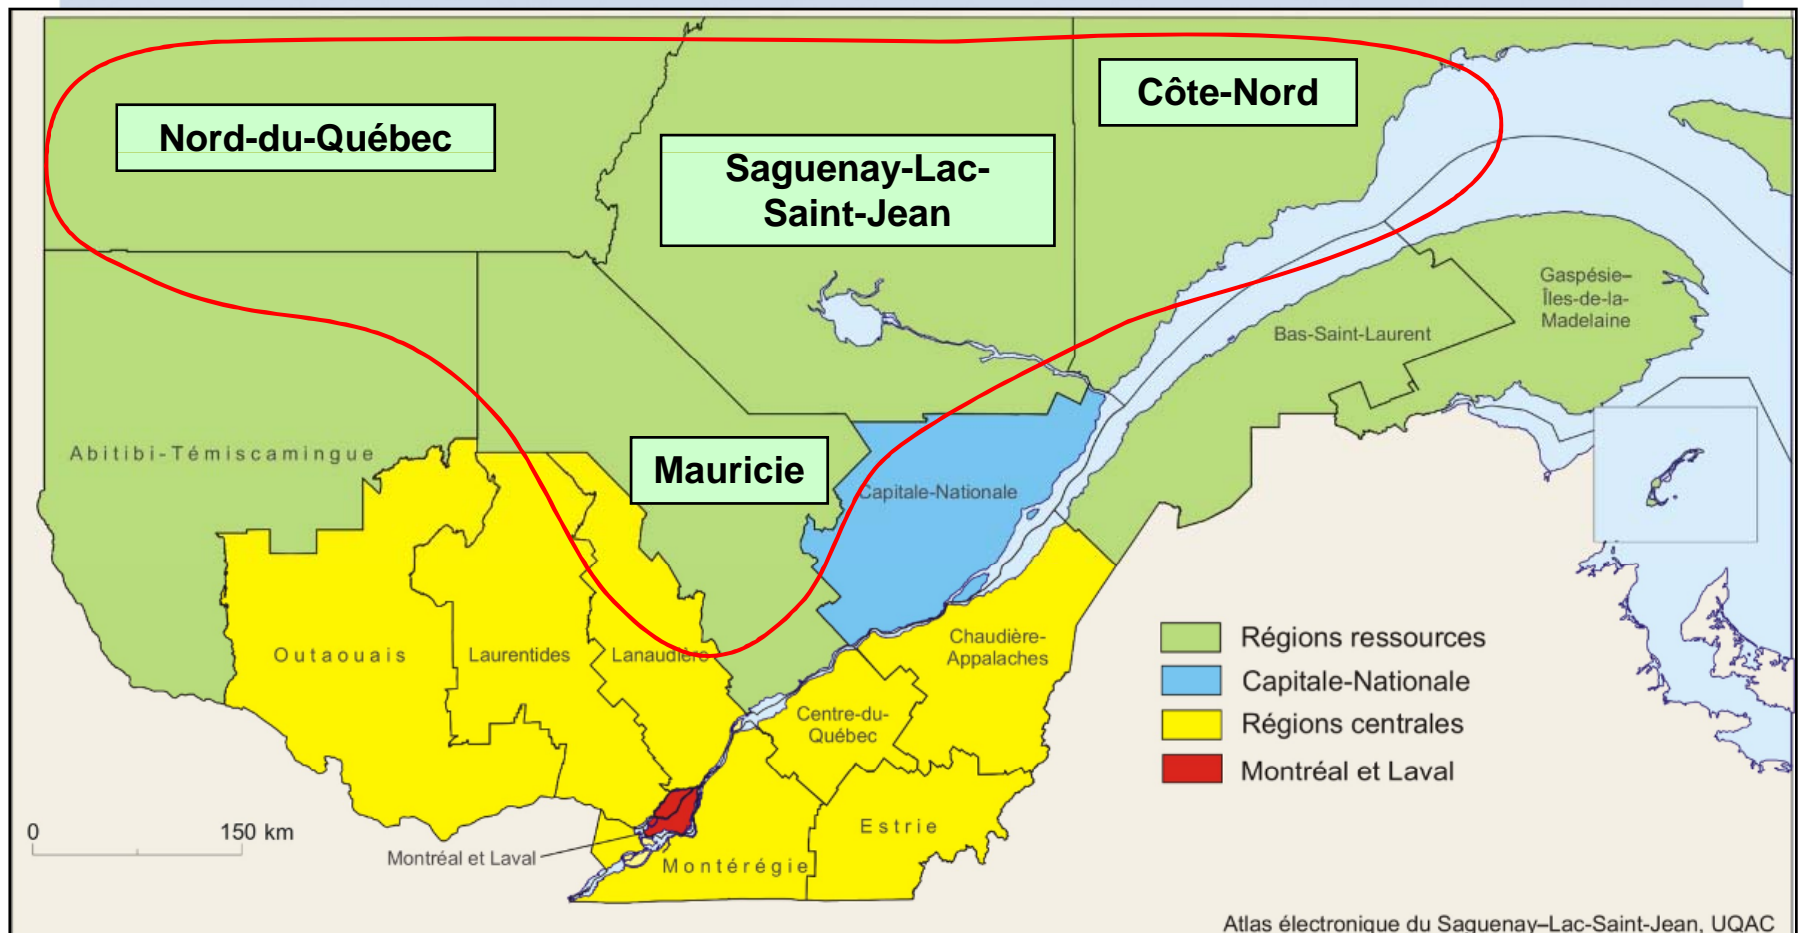 Côte-Nord
Nord-du-Québec
Saguenay-Lac-
Saint-Jean
Gaspésie–
Îles-de-la-
Madelaine
Bas-Saint-Laurent
Abitibi-Témiscamingue
Mauricie
Capitale-Nationale
Outaouais
Laurentides
Lanaudière
Chaudière-
Appalaches
Centre-du-
Québec
Régions ressources
Capitale-Nationale
Régions centrales
Montréal et Laval
0 150 km
Estrie
Montréal et Laval
Montérégie
Atlas électronique du Saguenay–Lac-Saint-Jean, UQAC